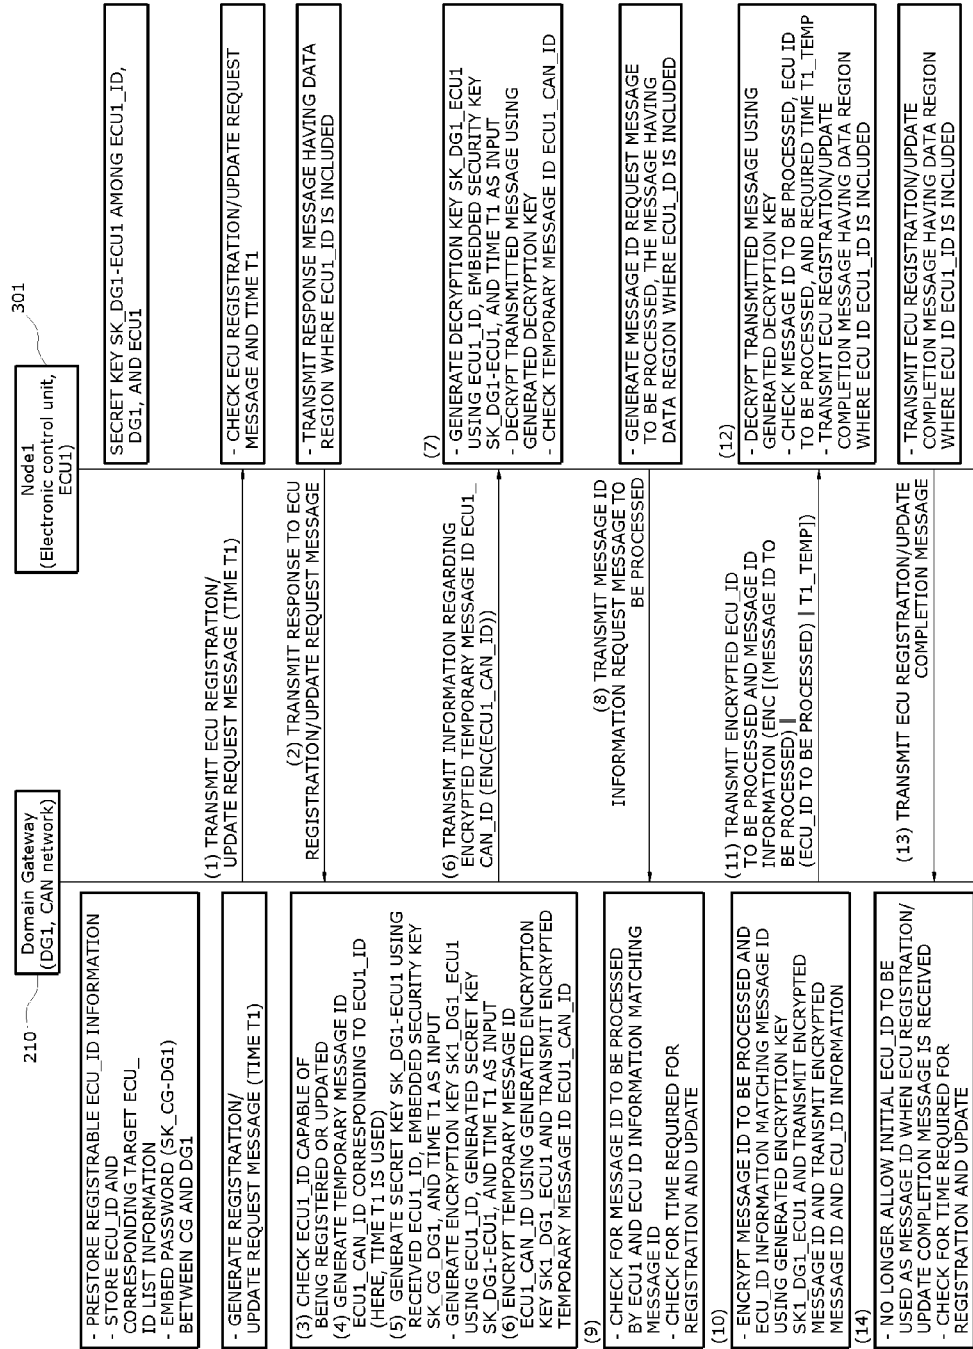 210
Domain Gateway
(DG1, CAN network)
301
Node1
(Electronic control unit,
ECU1)
- PRESTORE REGISTRABLE ECU_ID INFORMATION
- STORE ECU_ID AND
CORRESPONDING TARGET ECU_
ID LIST INFORMATION
- EMBED PASSWORD (SK_CG-DG1)
BETWEEN CG AND DG1
SECRET KEY SK_DG1-ECU1 AMONG ECU1_ID,
DG1, AND ECU1
- GENERATE REGISTRATION/
UPDATE REQUEST MESSAGE (TIME T1)
(1) TRANSMIT ECU REGISTRATION/
UPDATE REQUEST MESSAGE (TIME T1)
- CHECK ECU REGISTRATION/UPDATE REQUEST
MESSAGE AND TIME T1
(2) TRANSMIT RESPONSE TO ECU
REGISTRATION/UPDATE REQUEST MESSAGE
- TRANSMIT RESPONSE MESSAGE HAVING DATA
REGION WHERE ECU1_ID IS INCLUDED
(3) CHECK ECU1_ID CAPABLE OF
BEING REGISTERED OR UPDATED
(4) GENERATE TEMPORARY MESSAGE ID
ECU1_CAN_ID CORRESPONDING TO ECU1_ID
(HERE, TIME T1 IS USED)
(5) GENERATE SECRET KEY SK_DG1-ECU1 USING
RECEIVED ECU1_ID, EMBEDDED SECURITY KEY
SK_CG_DG1, AND TIME T1 AS INPUT
- GENERATE ENCRYPTION KEY SK1_DG1_ECU1
USING ECU1_ID, GENERATED SECRET KEY
SK_DG1-ECU1, AND TIME T1 AS INPUT
(6) ENCRYPT TEMPORARY MESSAGE ID
ECU1_CAN_ID USING GENERATED ENCRYPTION
KEY SK1_DG1_ECU1 AND TRANSMIT ENCRYPTED
TEMPORARY MESSAGE ID ECU1_CAN_ID
(6) TRANSMIT INFORMATION REGARDING
ENCRYPTED TEMPORARY MESSAGE ID ECU1_
CAN_ID (ENC(ECU1_CAN_ID))
(7)
- GENERATE DECRYPTION KEY SK_DG1_ECU1
USING ECU1_ID, EMBEDDED SECURITY KEY
SK_DG1-ECU1, AND TIME T1 AS INPUT
- DECRYPT TRANSMITTED MESSAGE USING
GENERATED DECRYPTION KEY
- CHECK TEMPORARY MESSAGE ID ECU1_CAN_ID
(8) TRANSMIT MESSAGE ID
INFORMATION REQUEST MESSAGE TO
BE PROCESSED
- GENERATE MESSAGE ID REQUEST MESSAGE
TO BE PROCESSED, THE MESSAGE HAVING
DATA REGION WHERE ECU1_ID IS INCLUDED
(9)
- CHECK FOR MESSAGE ID TO BE PROCESSED
BY ECU1 AND ECU ID INFORMATION MATCHING
MESSAGE ID
- CHECK FOR TIME REQUIRED FOR
REGISTRATION AND UPDATE
(10)
- ENCRYPT MESSAGE ID TO BE PROCESSED AND
ECU_ID INFORMATION MATCHING MESSAGE ID
USING GENERATED ENCRYPTION KEY
SK1_DG1_ECU1 AND TRANSMIT ENCRYPTED
MESSAGE ID AND TRANSMIT ENCRYPTED
MESSAGE ID AND ECU_ID INFORMATION
(11) TRANSMIT ENCRYPTED ECU_ID
TO BE PROCESSED AND MESSAGE ID
INFORMATION (ENC [(MESSAGE ID TO
BE PROCESSED) ||
(ECU_ID TO BE PROCESSED) || T1_TEMP])
(12)
- DECRYPT TRANSMITTED MESSAGE USING
GENERATED DECRYPTION KEY
- CHECK MESSAGE ID TO BE PROCESSED, ECU ID
TO BE PROCESSED, AND REQUIRED TIME T1_TEMP
- TRANSMIT ECU REGISTRATION/UPDATE
COMPLETION MESSAGE HAVING DATA REGION
WHERE ECU ID ECU1_ID IS INCLUDED
(13) TRANSMIT ECU REGISTRATION/UPDATE
COMPLETION MESSAGE
- TRANSMIT ECU REGISTRATION/UPDATE
COMPLETION MESSAGE HAVING DATA REGION
WHERE ECU ID ECU1_ID IS INCLUDED
(14)
- NO LONGER ALLOW INITIAL ECU_ID TO BE
USED AS MESSAGE ID WHEN ECU REGISTRATION/
UPDATE COMPLETION MESSAGE IS RECEIVED
- CHECK FOR TIME REQUIRED FOR
REGISTRATION AND UPDATE